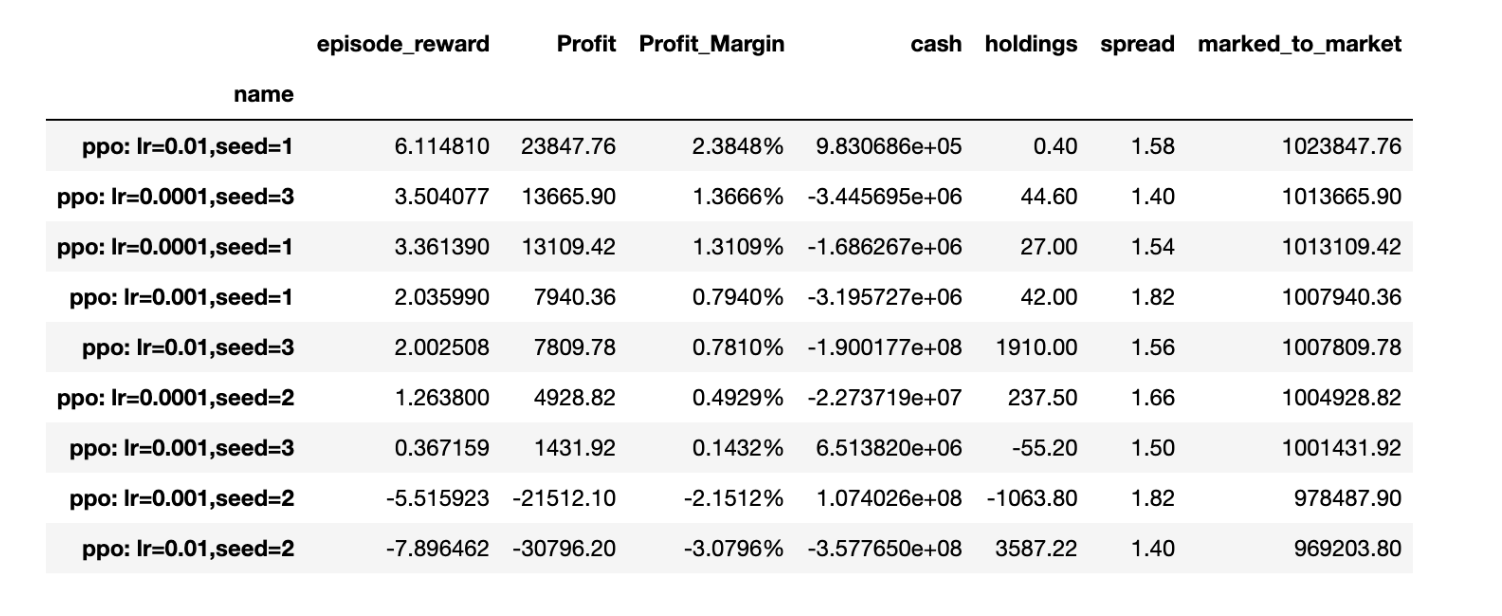 episode_reward Profit Profit_Margin cash holdings spread marked_to_market
name
ppo: lr=0.01,seed=1 6.114810 23847.76 2.3848% 9.830686e+05 0.40 1.58 1023847.76
ppo: lr=0.0001,seed=3 3.504077 13665.90 1.3666% -3.445695e+06 44.60 1.40 1013665.90
ppo: lr=0.0001,seed=1 3.361390 13109.42 1.3109% -1.686267e+06 27.00 1.54 1013109.42
ppo: lr=0.001,seed=1 2.035990 7940.36 0.7940% -3.195727e+06 42.00 1.82 1007940.36
ppo: lr=0.01,seed=3 2.002508 7809.78 0.7810% -1.900177e+08 1910.00 1.56 1007809.78
ppo: lr=0.0001,seed=2 1.263800 4928.82 0.4929% -2.273719e+07 237.50 1.66 1004928.82
ppo: lr=0.001,seed=3 0.367159 1431.92 0.1432% 6.513820e+06 -55.20 1.50 1001431.92
ppo: lr=0.001,seed=2 -5.515923 -21512.10 -2.1512% 1.074026e+08 -1063.80 1.82 978487.90
ppo: lr=0.01,seed=2 -7.896462 -30796.20 -3.0796% -3.577650e+08 3587.22 1.40 969203.80